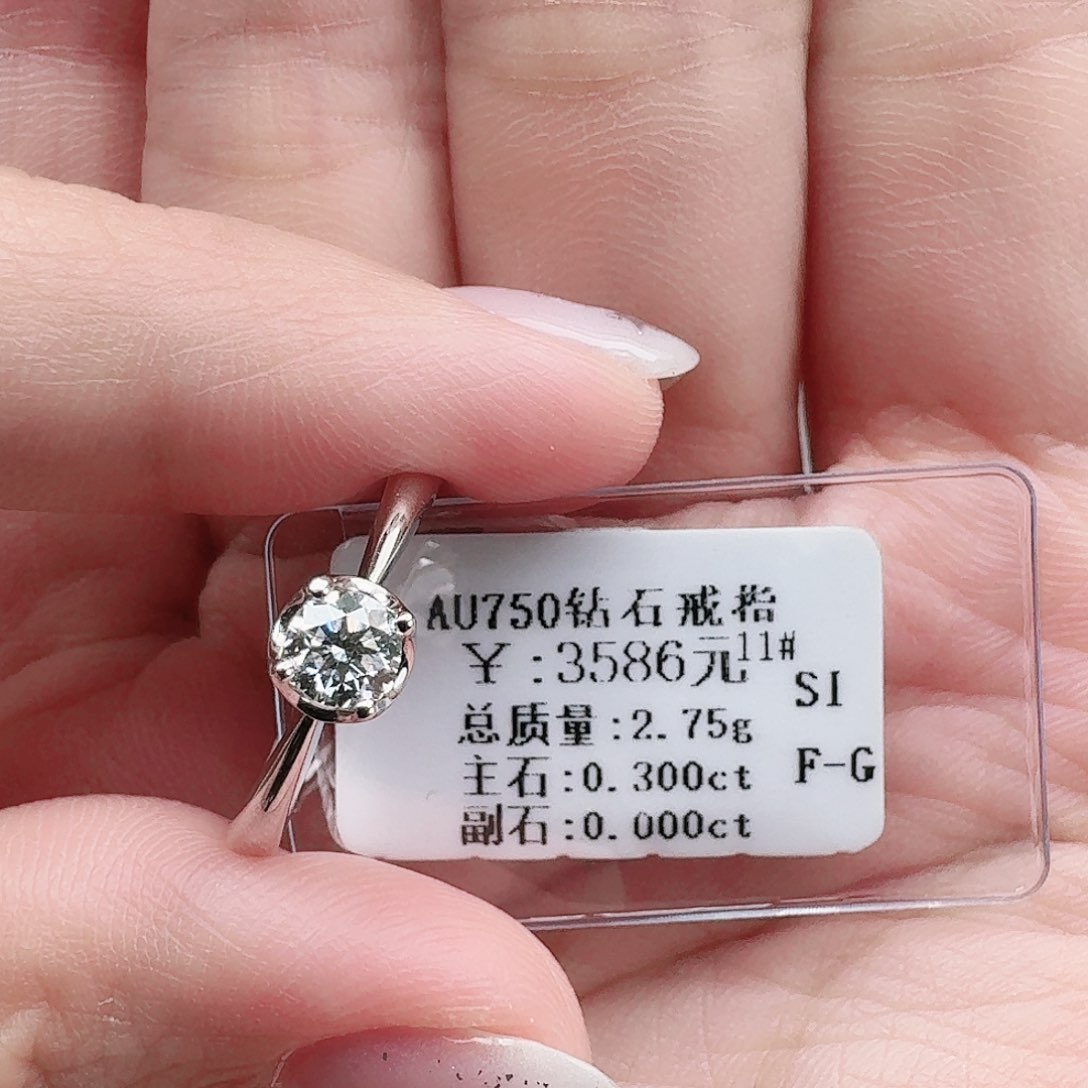 AU750钻石戒指
￥:3586元11#
SI
总质量:2.75g
主石:0.300ct F-G
副石:0.000ct